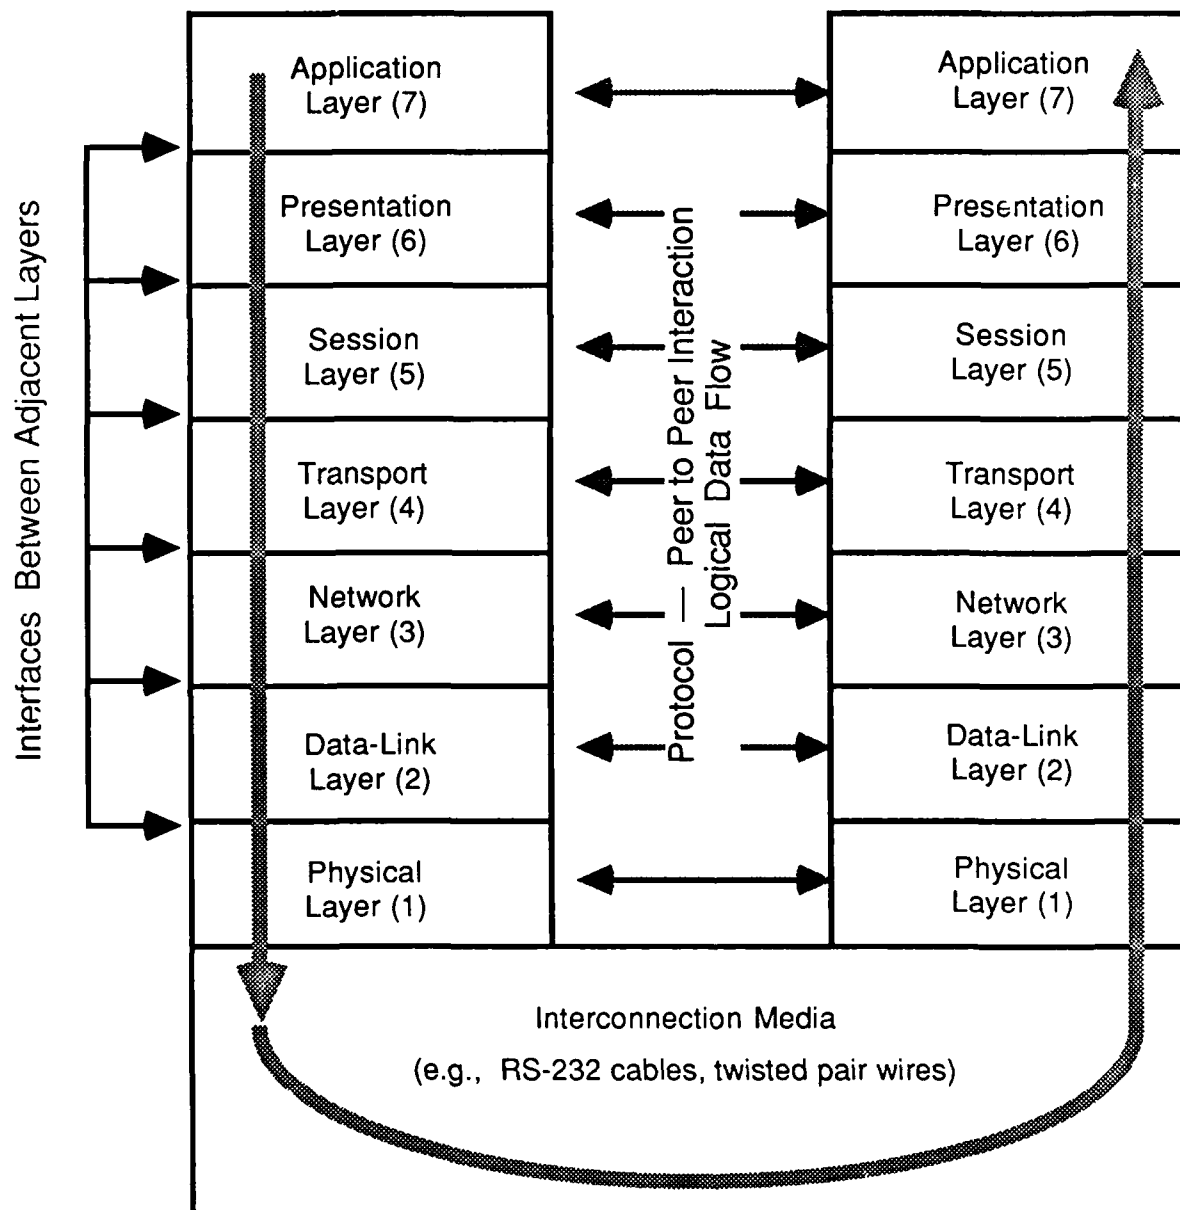 Interfaces Between Adjacent Layers
Application
Layer (7)
Presentation
Layer (6)
Session
Layer (5)
Transport
Layer (4)
Network
Layer (3)
Data-Link
Layer (2)
Physical
Layer (1)
Protocol — Peer to Peer Interaction
Logical Data Flow
Application
Layer (7)
Presentation
Layer (6)
Session
Layer (5)
Transport
Layer (4)
Network
Layer (3)
Data-Link
Layer (2)
Physical
Layer (1)
Interconnection Media
(e.g., RS-232 cables, twisted pair wires)